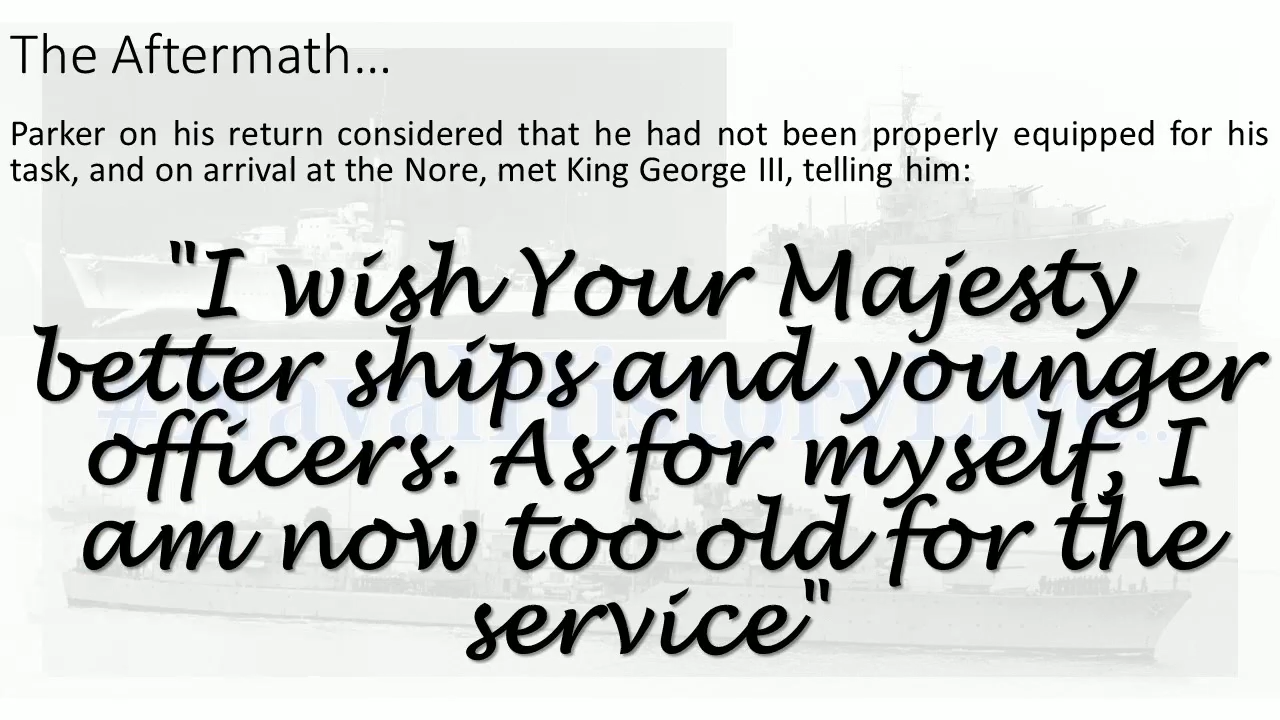 The Aftermath...
Parker on his return considered that he had not been properly equipped for his
task, and on arrival at the Nore, met King George III, telling him:
"I wish Your Majesty
better ships and younger
officers. As for myself, I
am now too old for the
service"
#NavalHistoryLive...